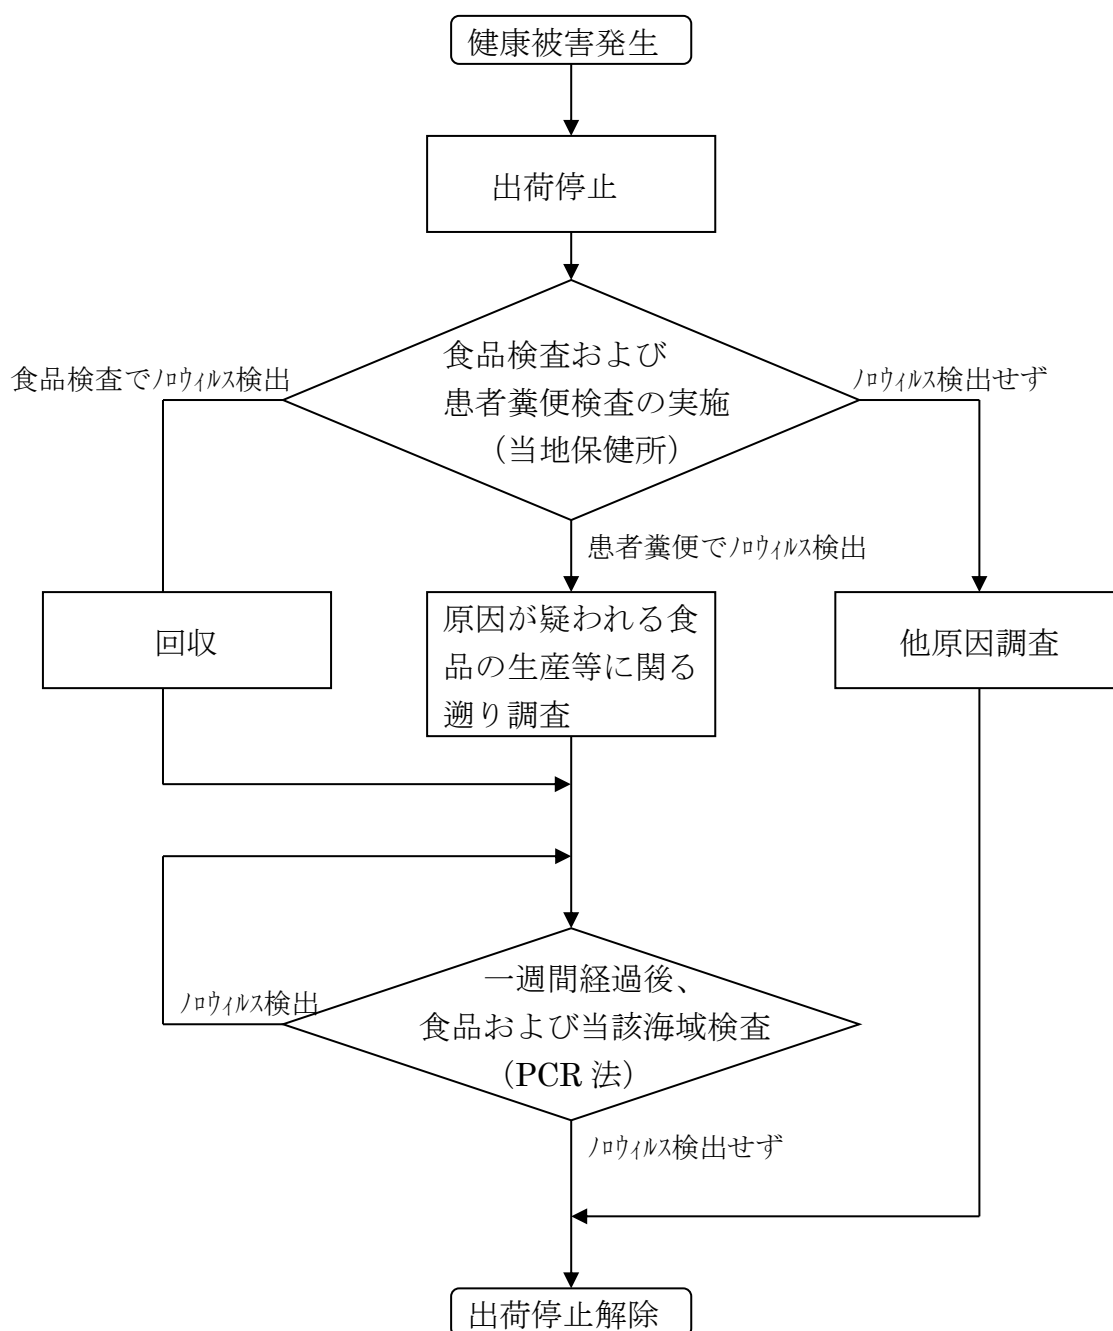 健康被害発生
出荷停止
食品検査および
患者糞便検査の実施
（当地保健所）
食品検査でﾉﾛｳｨﾙｽ検出
ﾉﾛｳｨﾙｽ検出せず
患者糞便でﾉﾛｳｨﾙｽ検出
回収
原因が疑われる食
品の生産等に関る
遡り調査
他原因調査
一週間経過後、
食品および当該海域検査
（PCR 法）
ﾉﾛｳｨﾙｽ検出
ﾉﾛｳｨﾙｽ検出せず
出荷停止解除